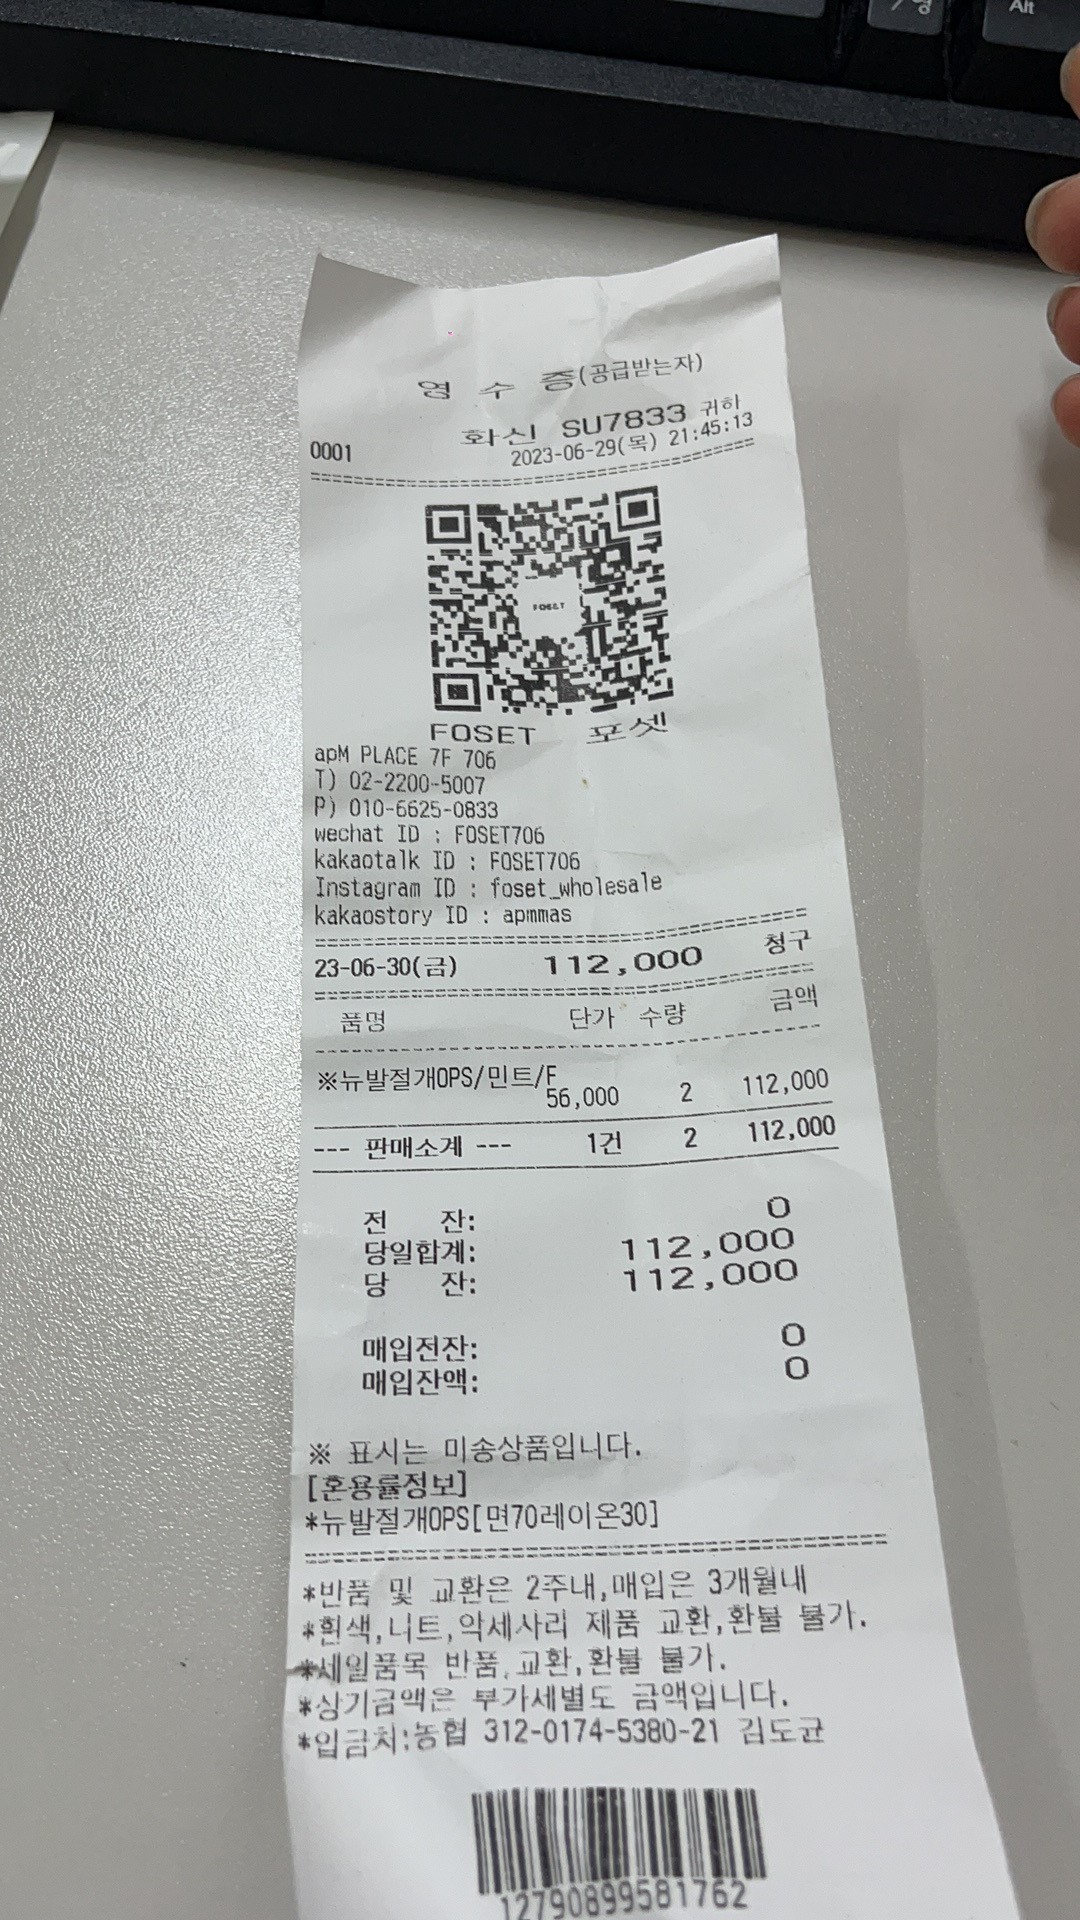 영
Alt
영 수 증(공급받는자)
화신 SU7833 귀하
0001 2023-06-29(목) 21:45:13
FOSET
FOSET 포셋
apM PLACE 7F 706
T) 02-2200-5007
P) 010-6625-0833
wechat ID ; FOSET706
kakaotalk ID : FOSET706
Instagram ID : foset_wholesale
kakaostory ID : apmmas
23-06-30(금) 112,000 청구
품명 단가 수량 금액
※뉴발절개OPS/민트/F
56,000 2 112,000
--- 판매소계 --- 1건 2 112,000
전 잔: 0
당일합계: 112,000
당 잔: 112,000
매입전잔: 0
매입잔액: 0
※ 표시는 미송상품입니다.
[혼용률정보]
*뉴발절개OPS[면70레이온30]
*반품 및 교환은 2주내,매입은 3개월내
*흰색,니트,악세사리 제품 교환,환불 불가.
*세일품목 반품,교환,환불 불가.
*상기금액은 부가세별도 금액입니다.
*입금처:농협 312-0174-5380-21 김도균
12790899581762